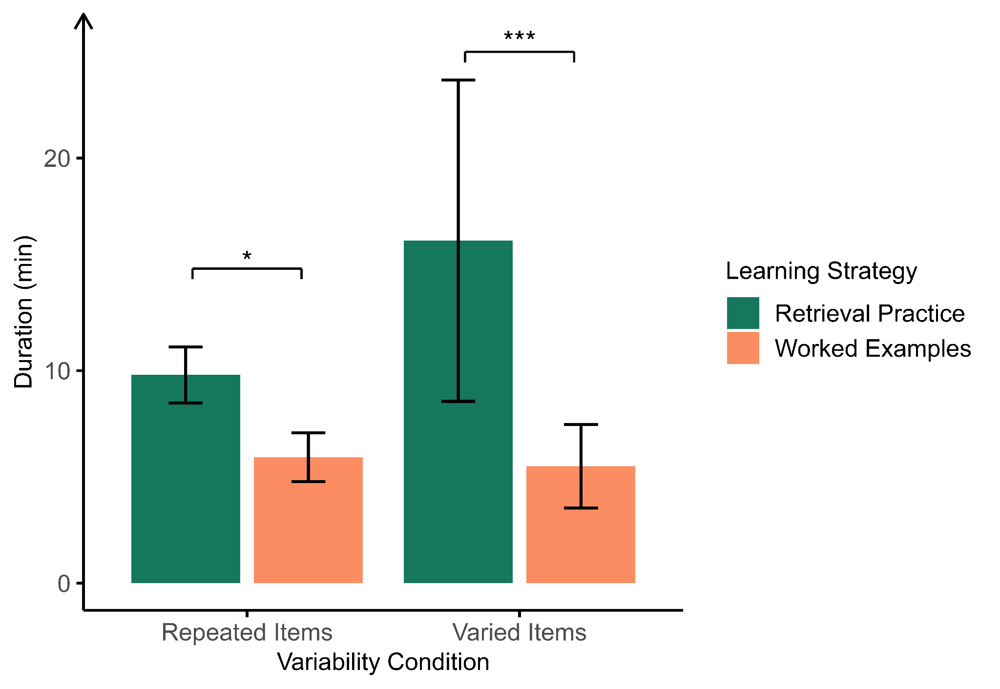 ***
20
*
Duration (min)
10
0
Learning Strategy
Retrieval Practice
Worked Examples
Repeated Items
Varied Items
Variability Condition